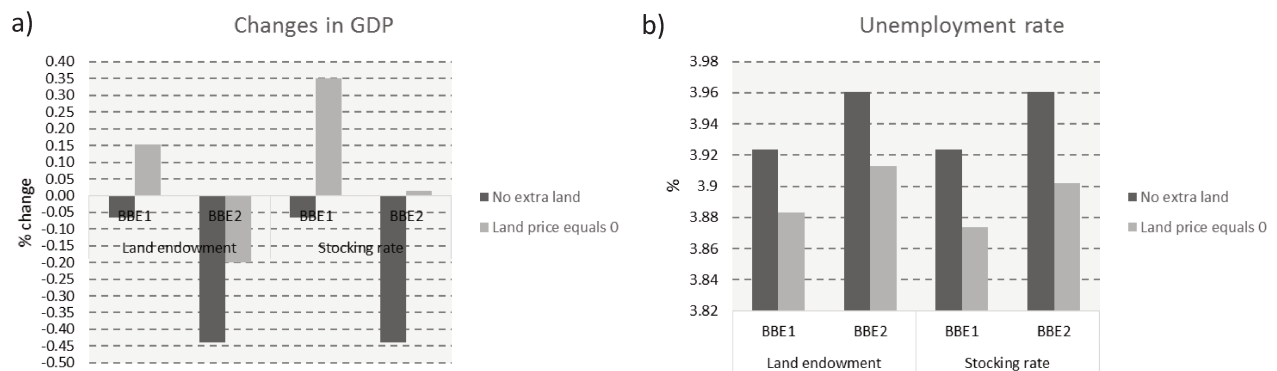 a)
Changes in GDP
0.40
0.35
0.30
0.25
0.20
0.15
0.10
0.05
0.00
-0.05
-0.10
-0.15
-0.20
-0.25
-0.30
-0.35
-0.40
-0.45
-0.50
% change
BBE1 BBE2 BBE1 BBE2
Land endowment Stocking rate
No extra land
Land price equals 0
b)
Unemployment rate
3.98
3.96
3.94
3.92
3.9
3.88
3.86
3.84
3.82
%
BBE1 BBE2 BBE1 BBE2
Land endowment Stocking rate
No extra land
Land price equals 0